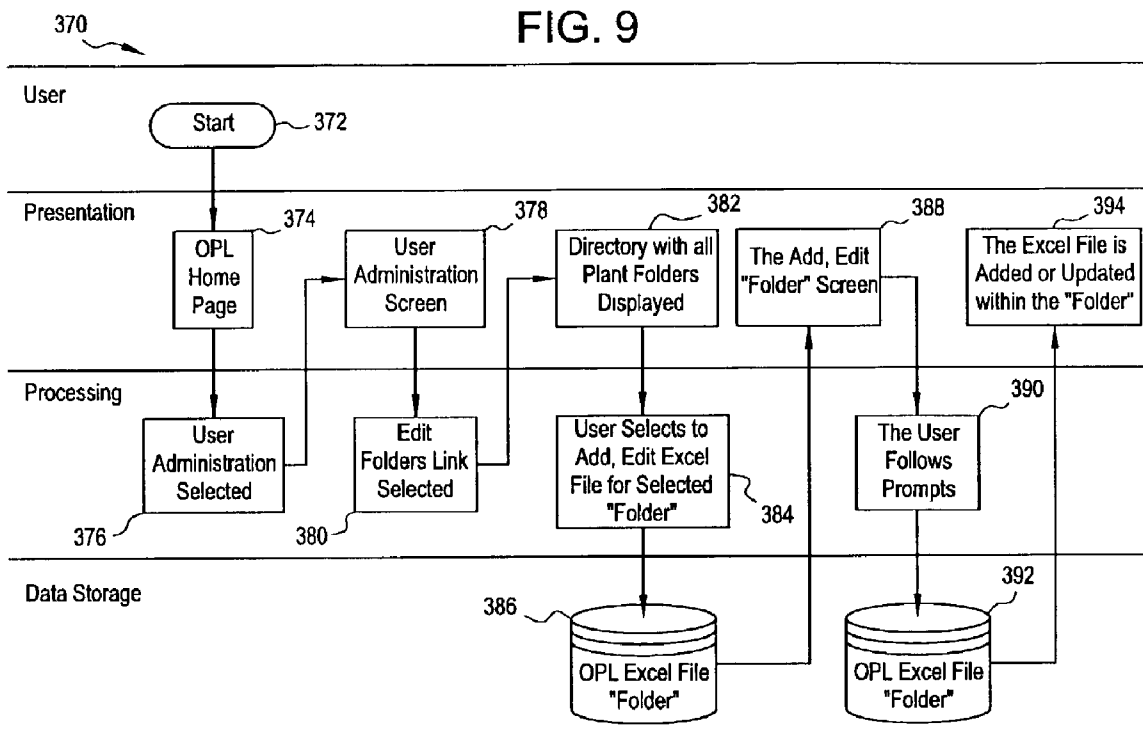 FIG. 9
370
User
Start
372
Presentation
374
OPL
Home
Page
378
User
Administration
Screen
382
Directory with all
Plant Folders
Displayed
388
The Add, Edit
"Folder" Screen
394
The Excel File is
Added or Updated
within the "Folder"
Processing
User
Administration
Selected
376
Edit
Folders Link
Selected
380
User Selects to
Add, Edit Excel
File for Selected
"Folder"
384
390
The User
Follows
Prompts
Data Storage
386
OPL Excel File
"Folder"
392
OPL Excel File
"Folder"